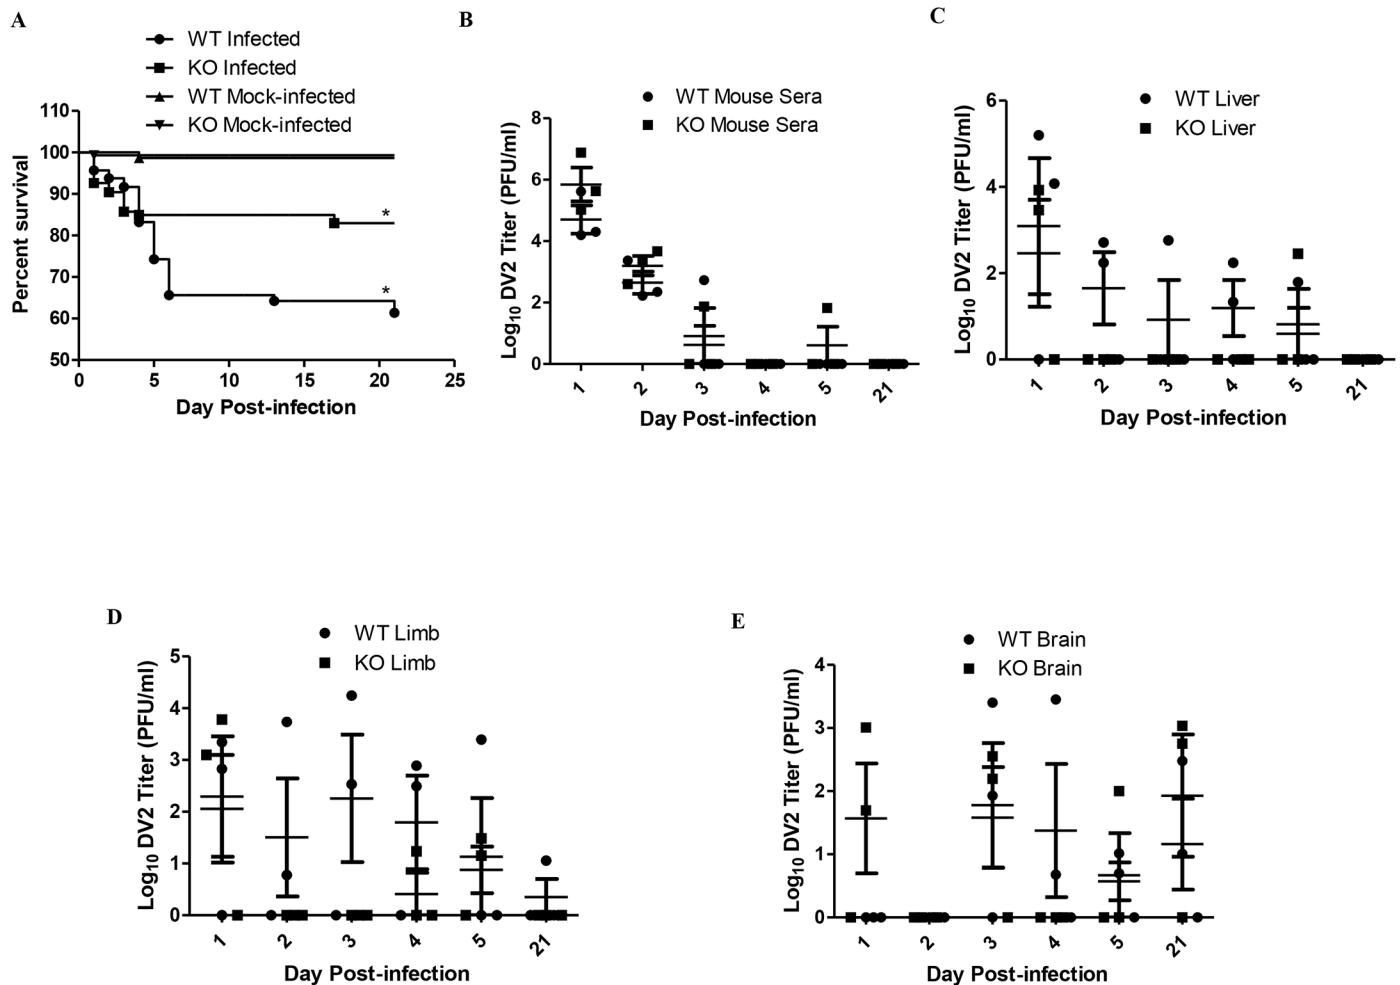 A
WT Infected
KO Infected
WT Mock-infected
KO Mock-infected
Percent survival
110
100
90
80
70
60
50
*
*
0 5 10 15 20 25
Day Post-infection
B
WT Mouse Sera
KO Mouse Sera
Log10 DV2 Titer (PFU/ml)
8
6
4
2
0
1 2 3 4 5 21
Day Post-infection
C
WT Liver
KO Liver
Log10 DV2 Titer (PFU/ml)
6
4
2
0
1 2 3 4 5 21
Day Post-infection
D
WT Limb
KO Limb
Log10 DV2 Titer (PFU/ml)
5
4
3
2
1
0
1 2 3 4 5 21
Day Post-infection
E
WT Brain
KO Brain
Log10 DV2 Titer (PFU/ml)
4
3
2
1
0
1 2 3 4 5 21
Day Post-infection